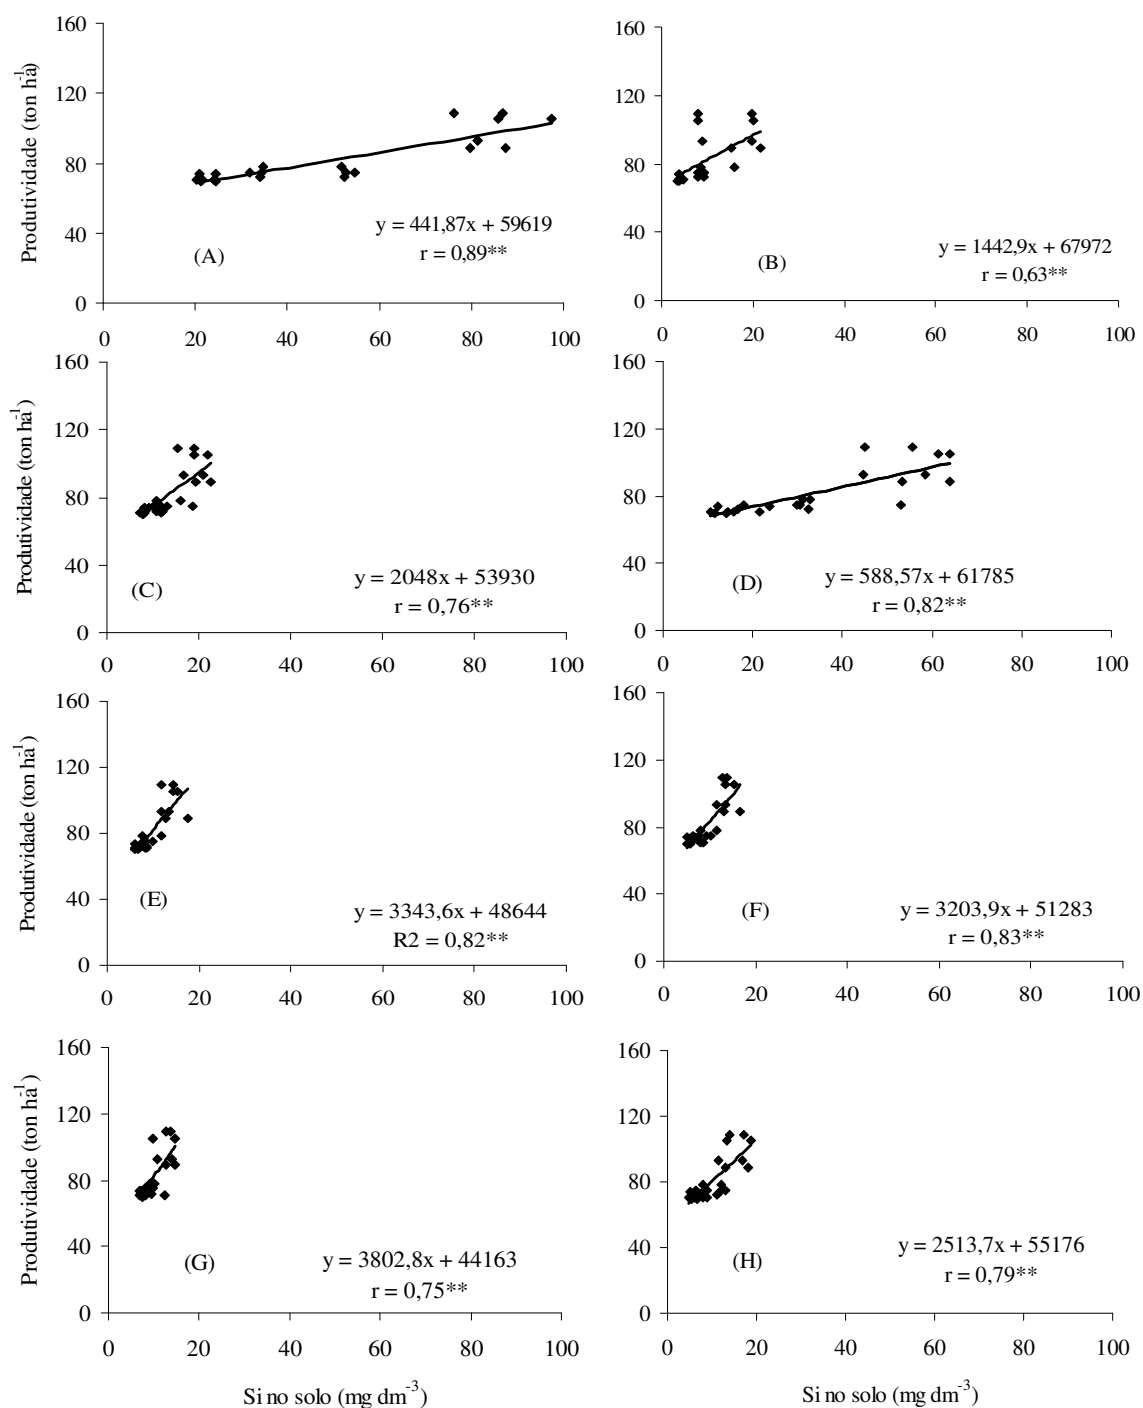 160
120
80
40
0
Produtividade (ton ha-1)
y = 441,87x + 59619
r = 0,89**
(A)
0 20 40 60 80 100
160
120
80
40
0
y = 1442,9x + 67972
r = 0,63**
(B)
0 20 40 60 80 100
160
120
80
40
0
Produtividade (ton ha-1)
y = 2048x + 53930
r = 0,76**
(C)
0 20 40 60 80 100
160
120
80
40
0
y = 588,57x + 61785
r = 0,82**
(D)
0 20 40 60 80 100
160
120
80
40
0
Produtividade (ton ha-1)
(E)
y = 3343,6x + 48644
R2 = 0,82**
0 20 40 60 80 100
160
120
80
40
0
(F)
y = 3203,9x + 51283
r = 0,83**
0 20 40 60 80 100
160
120
80
40
0
Produtividade (ton ha-1)
(G)
y = 3802,8x + 44163
r = 0,75**
0 20 40 60 80 100
Si no solo (mg dm-3)
160
120
80
40
0
(H)
y = 2513,7x + 55176
r = 0,79**
0 20 40 60 80 100
Si no solo (mg dm-3)